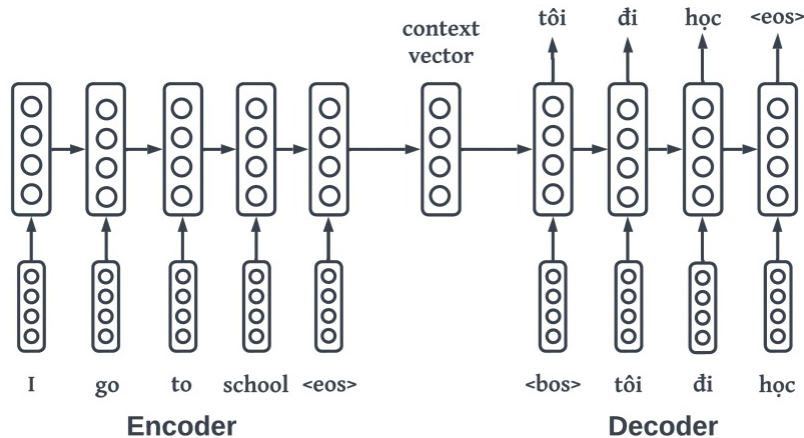 tôi đi học <eos>
context
vector
I go to school <eos> <bos> tôi đi học
Encoder Decoder